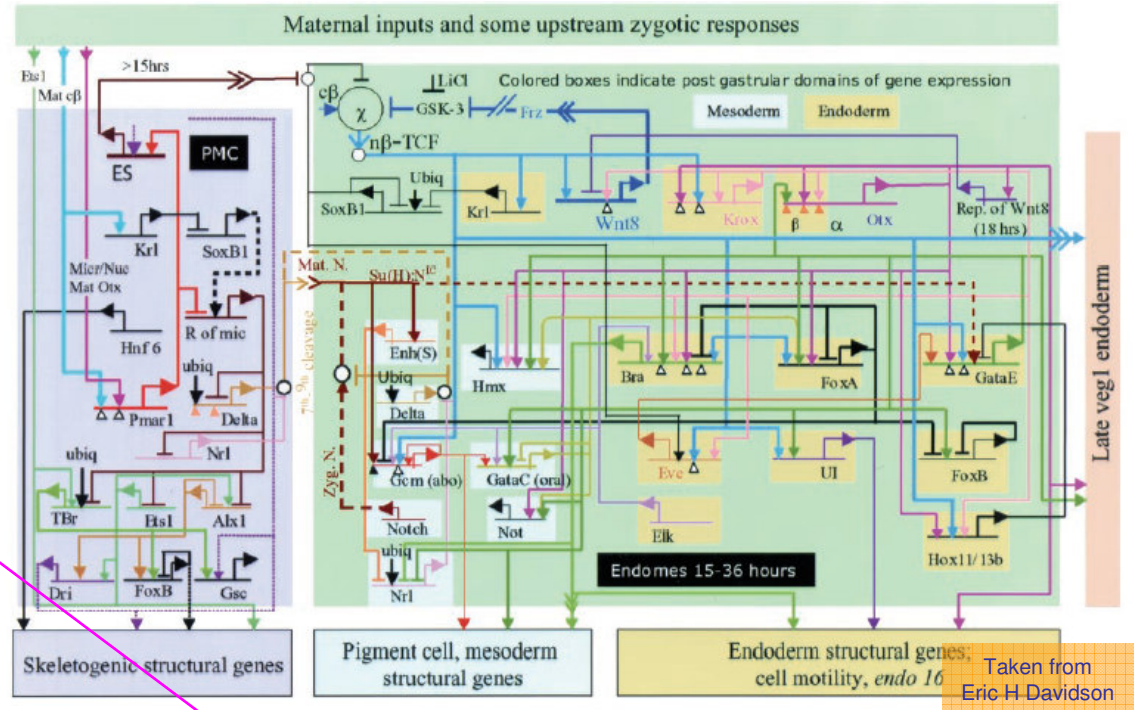 Maternal inputs and some upstream zygotic responses
Ets1
Mat cβ
>15hrs
LiCl
Colored boxes indicate post gastrular domains of gene expression
cβ
χ
GSK-3
Frz
Mesoderm
Endoderm
nβ-TCF
PMC
ES
Ubiq
SoxB1
Krl
Wnt8
Krox
β
α
Otx
Rep. of Wnt8
(18 hrs)
Krl
SoxB1
Micr/Nuc
Mat Otx
Mat. N.
Su(H):N
R of mic
Hnf 6
ubiq
Pmar1
Delta
Nrl
7th_9th cleavage
Enh(S)
Ubiq
Delta
Hmx
Bra
FoxA
GataE
Zyg. N.
Gcm (abo)
GataC (oral)
Eve
UI
FoxB
ubiq
TBr
Ets1
Alx1
Notch
Not
Elk
Hox11/13b
Dri
FoxB
Gsc
ubiq
Nrl
Endomes 15-36 hours
Late veg1 endoderm
Skeletogenic structural genes
Pigment cell, mesoderm
structural genes
Endoderm structural genes;
cell motility, endo 16
Taken from
Eric H Davidson